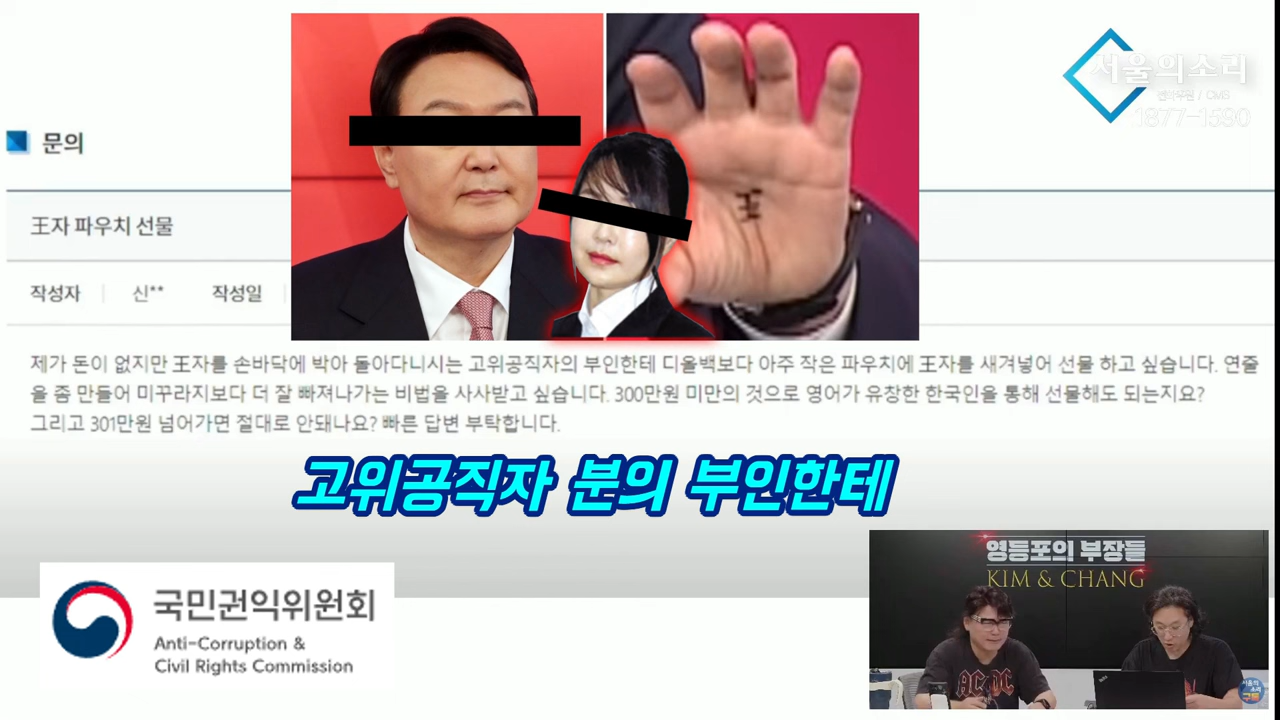 서울의소리
1877-1590
王
문의
王자 파우치 선물
작성자 신** 작성일
제가 돈이 없지만 王자를 손바닥에 박아 돌아다니시는 고위공직자의 부인한테 디올백보다 아주 작은 파우치에 王자를 새겨넣어 선물 하고 싶습니다. 연줄
을 좀 만들어 미꾸라지보다 더 잘 빠져나가는 비법을 사사받고 싶습니다. 300만원 미만의 것으로 영어가 유창한 한국인을 통해 선물해도 되는지요?
그리고 301만원 넘어가면 절대로 안돼나요? 빠른 답변 부탁합니다.
고위공직자 분의 부인한테
국민권익위원회
Anti-Corruption &
Civil Rights Commission
영등포의 부장들
KIM & CHANG
AC DC